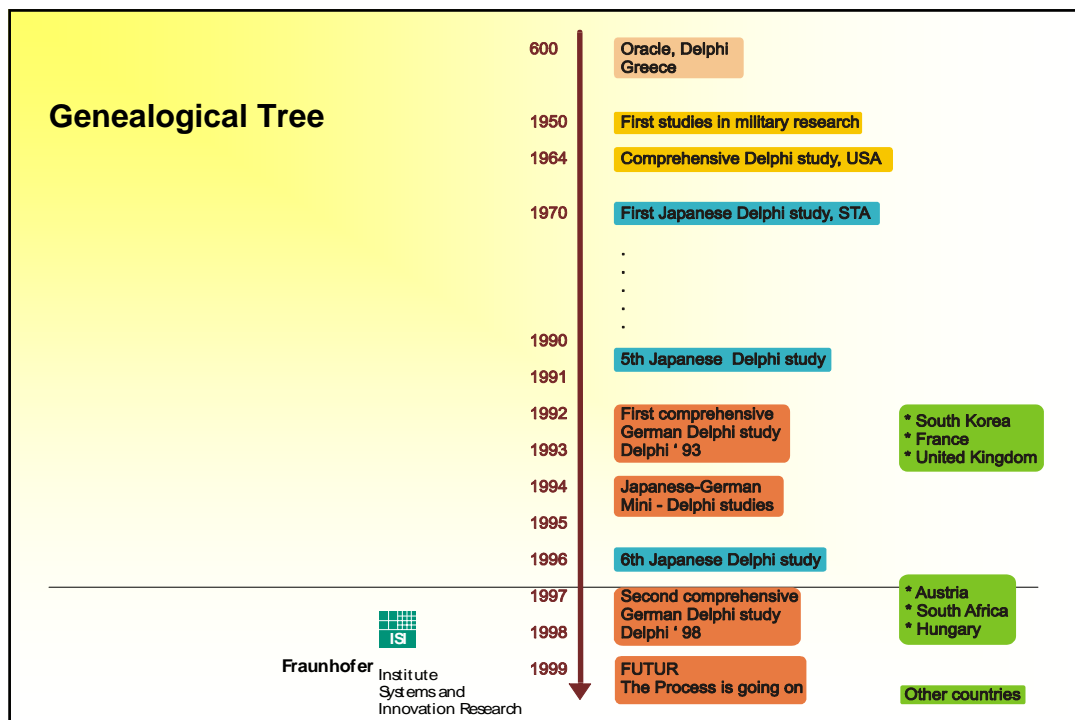 Genealogical Tree
600
Oracle, Delphi
Greece
1950
First studies in military research
1964
Comprehensive Delphi study, USA
1970
First Japanese Delphi study, STA
.
.
.
.
.
1990
5th Japanese Delphi study
1991
1992
First comprehensive
German Delphi study
Delphi ‘ 93
1993
* South Korea
* France
* United Kingdom
1994
Japanese-German
Mini - Delphi studies
1995
1996
6th Japanese Delphi study
1997
Second comprehensive
German Delphi study
Delphi ‘ 98
1998
* Austria
* South Africa
* Hungary
1999
FUTUR
The Process is going on
Other countries
ISI
Fraunhofer
Institute
Systems and
Innovation Research